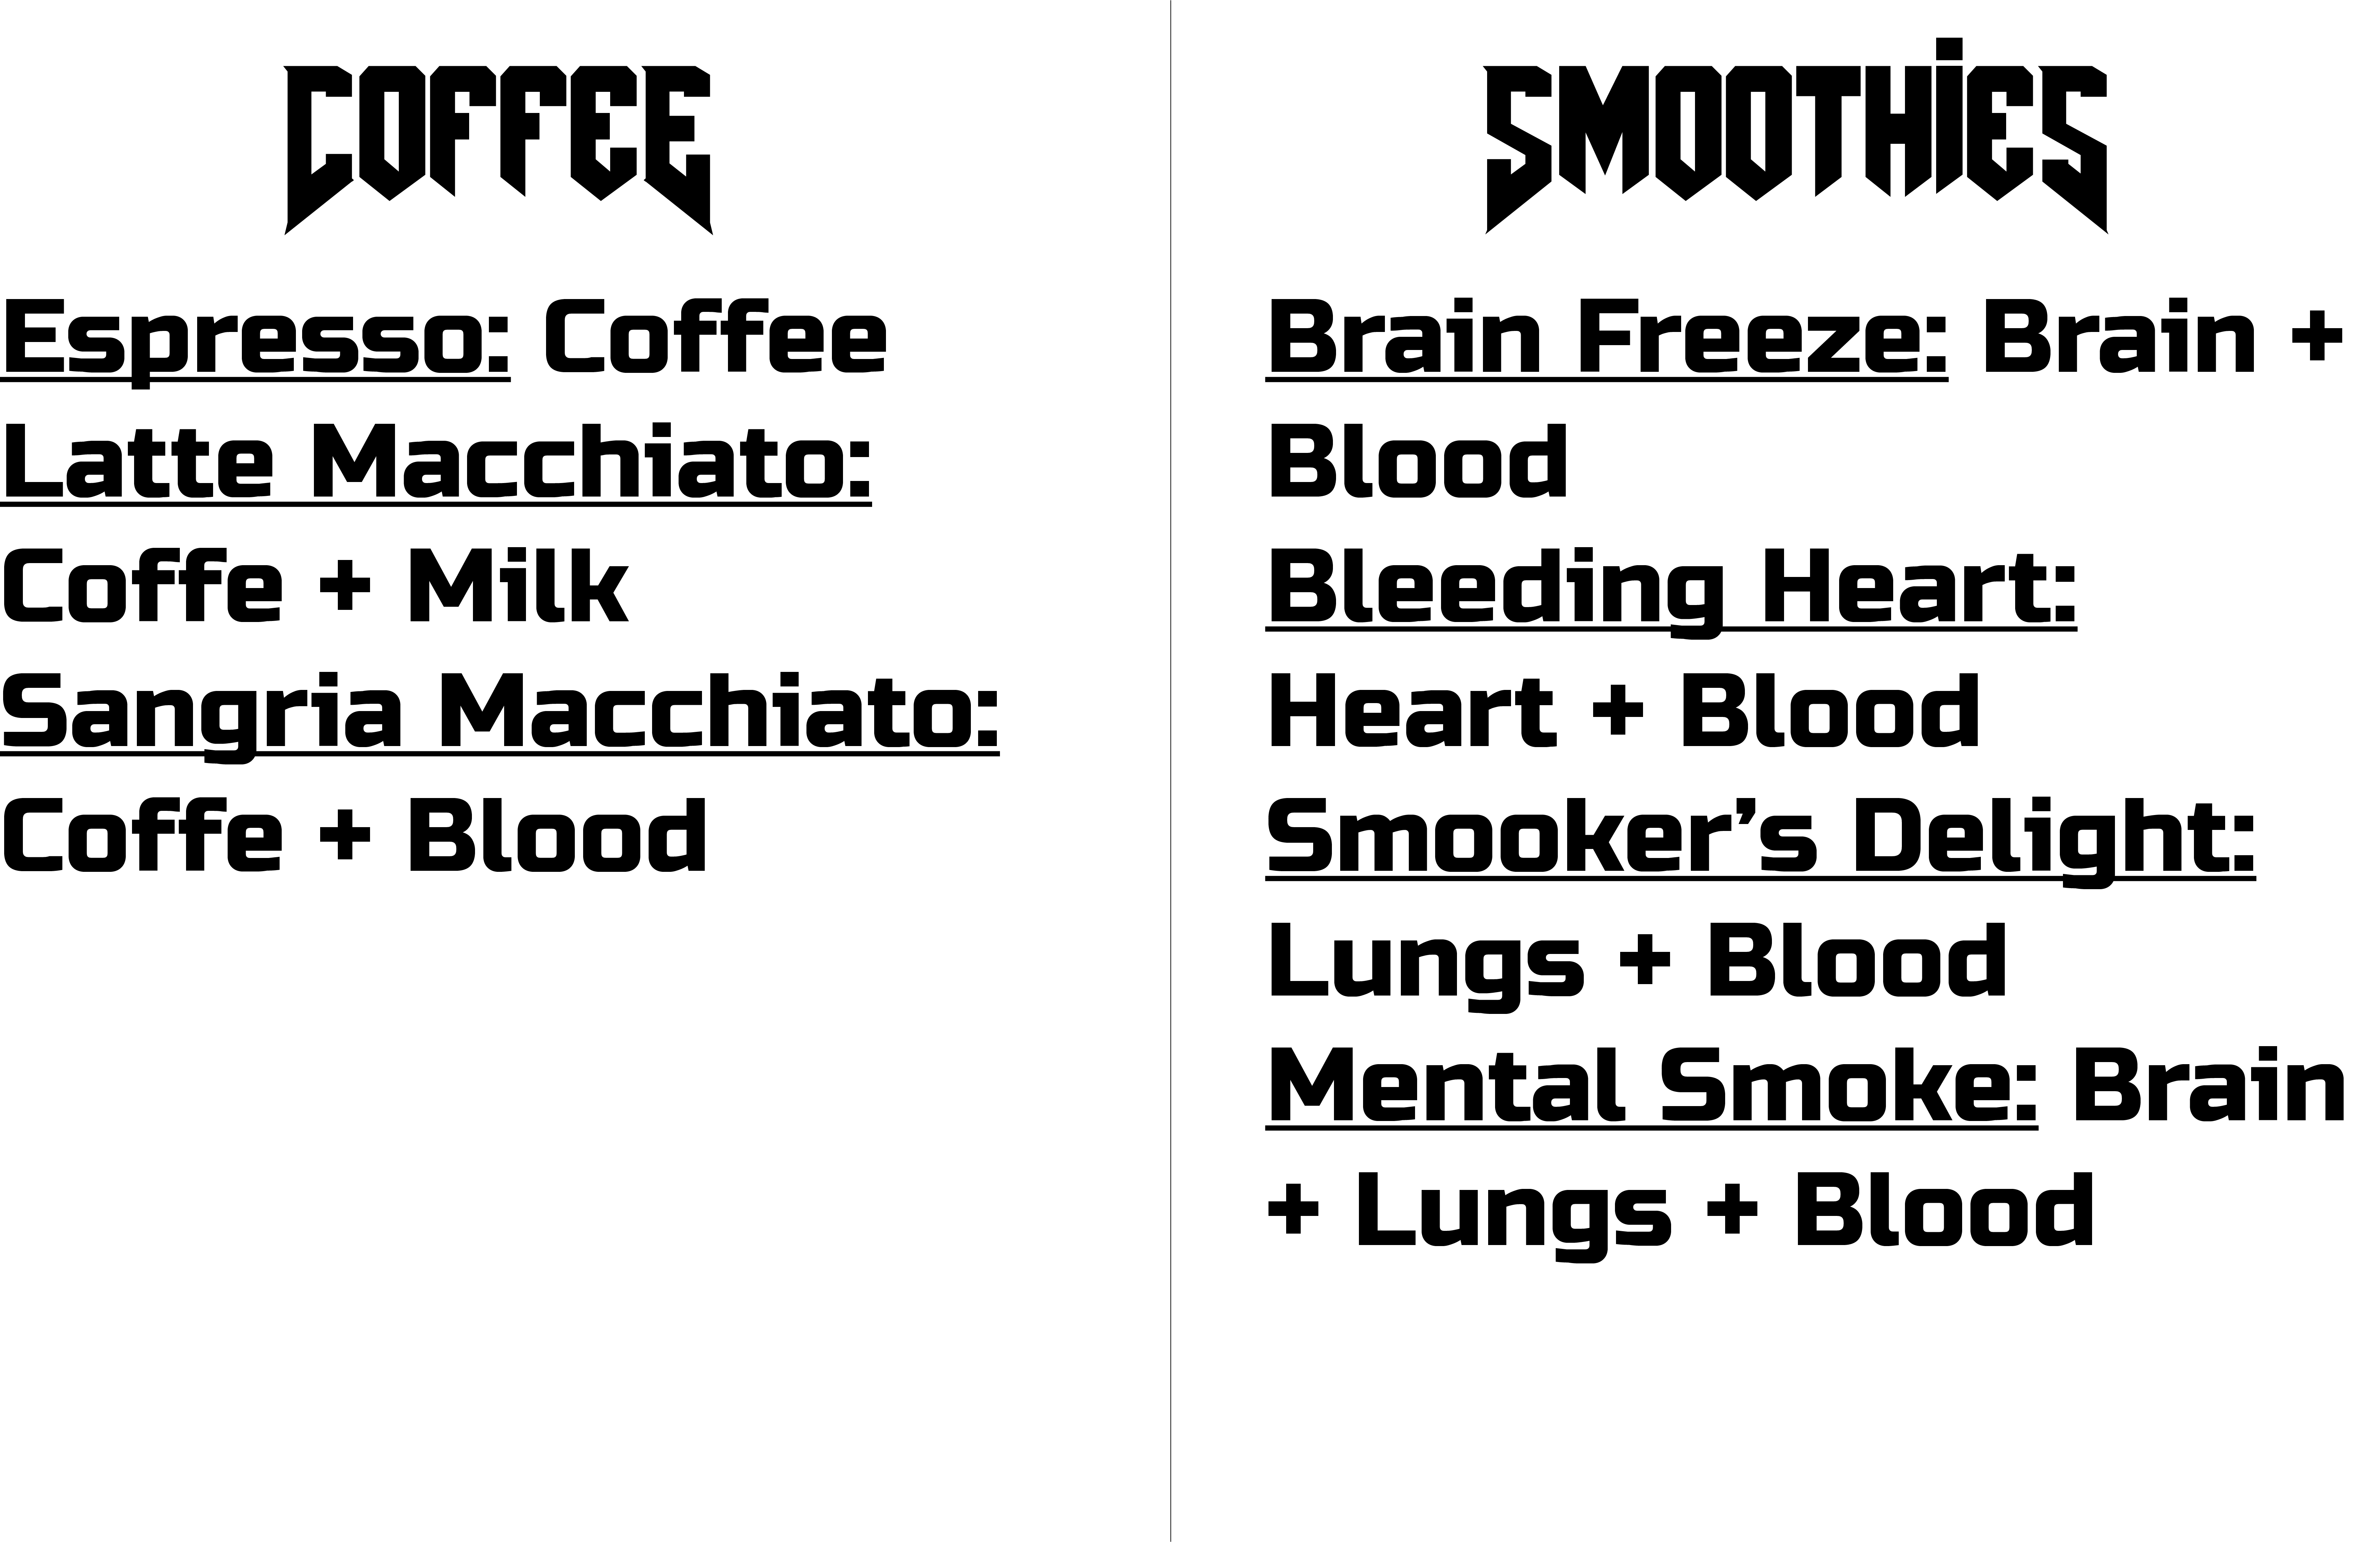 COFFEE
Espresso: Coffee
Latte Macchiato:
Coffe + Milk
Sangria Macchiato:
Coffe + Blood
SMOOTHiES
Brain Freeze: Brain +
Blood
Bleeding Heart:
Heart + Blood
Smooker's Delight:
Lungs + Blood
Mental Smoke: Brain
+ Lungs + Blood